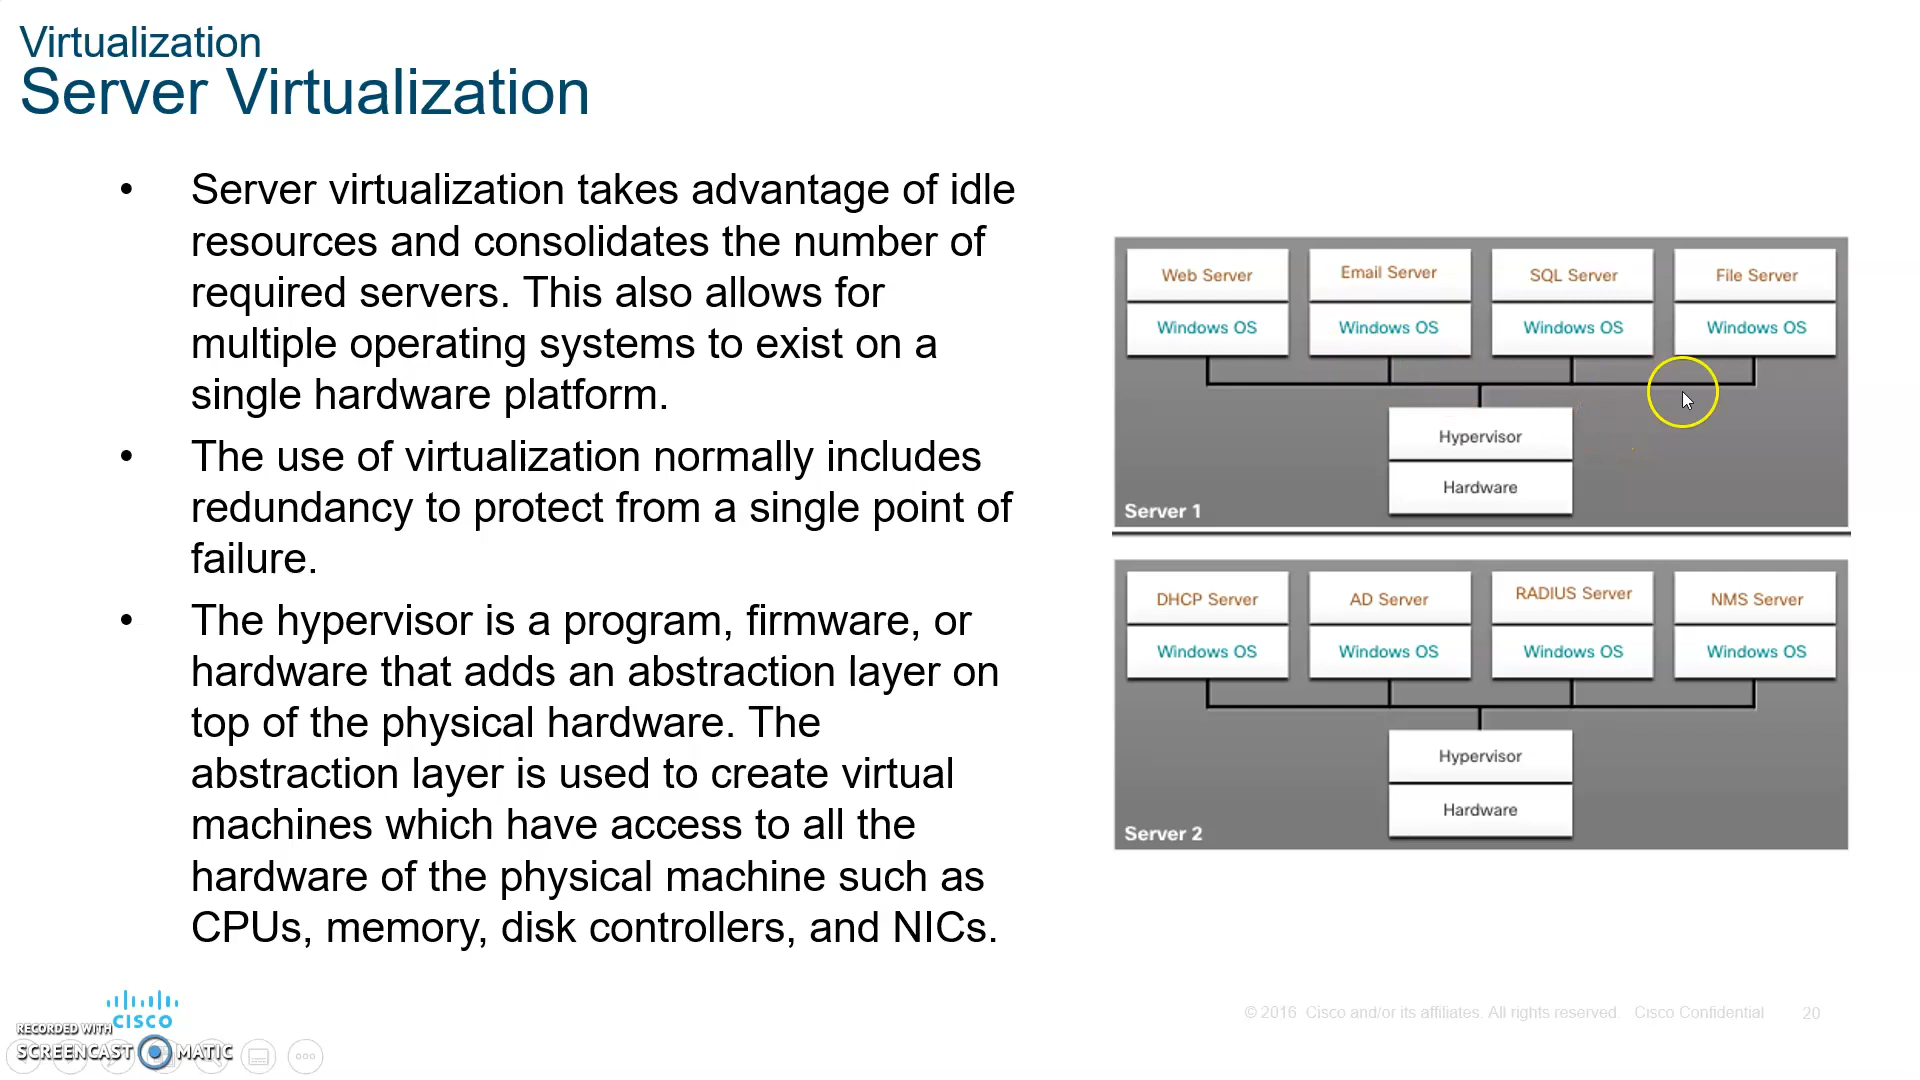 Virtualization
Server Virtualization
• Server virtualization takes advantage of idle
resources and consolidates the number of
required servers. This also allows for
multiple operating systems to exist on a
single hardware platform.
• The use of virtualization normally includes
redundancy to protect from a single point of
failure.
• The hypervisor is a program, firmware, or
hardware that adds an abstraction layer on
top of the physical hardware. The
abstraction layer is used to create virtual
machines which have access to all the
hardware of the physical machine such as
CPUs, memory, disk controllers, and NICs.
Web Server Email Server SQL Server File Server
Windows OS Windows OS Windows OS Windows OS
Hypervisor
Hardware
Server 1
DHCP Server AD Server RADIUS Server NMS Server
Windows OS Windows OS Windows OS Windows OS
Hypervisor
Hardware
Server 2
CISCO
RECORDED WITH
SCREENCAST MATIC
© 2016 Cisco and/or its affiliates. All rights reserved. Cisco Confidential 20